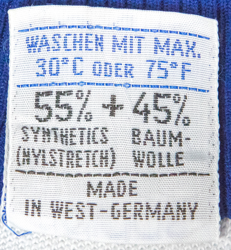 WASCHEN MIT MAX.
30°C ODER 75°F
55% + 45%
SYNTHETICS BAUM-
(NYLSTRETCH) WOLLE
MADE
IN WEST-GERMANY